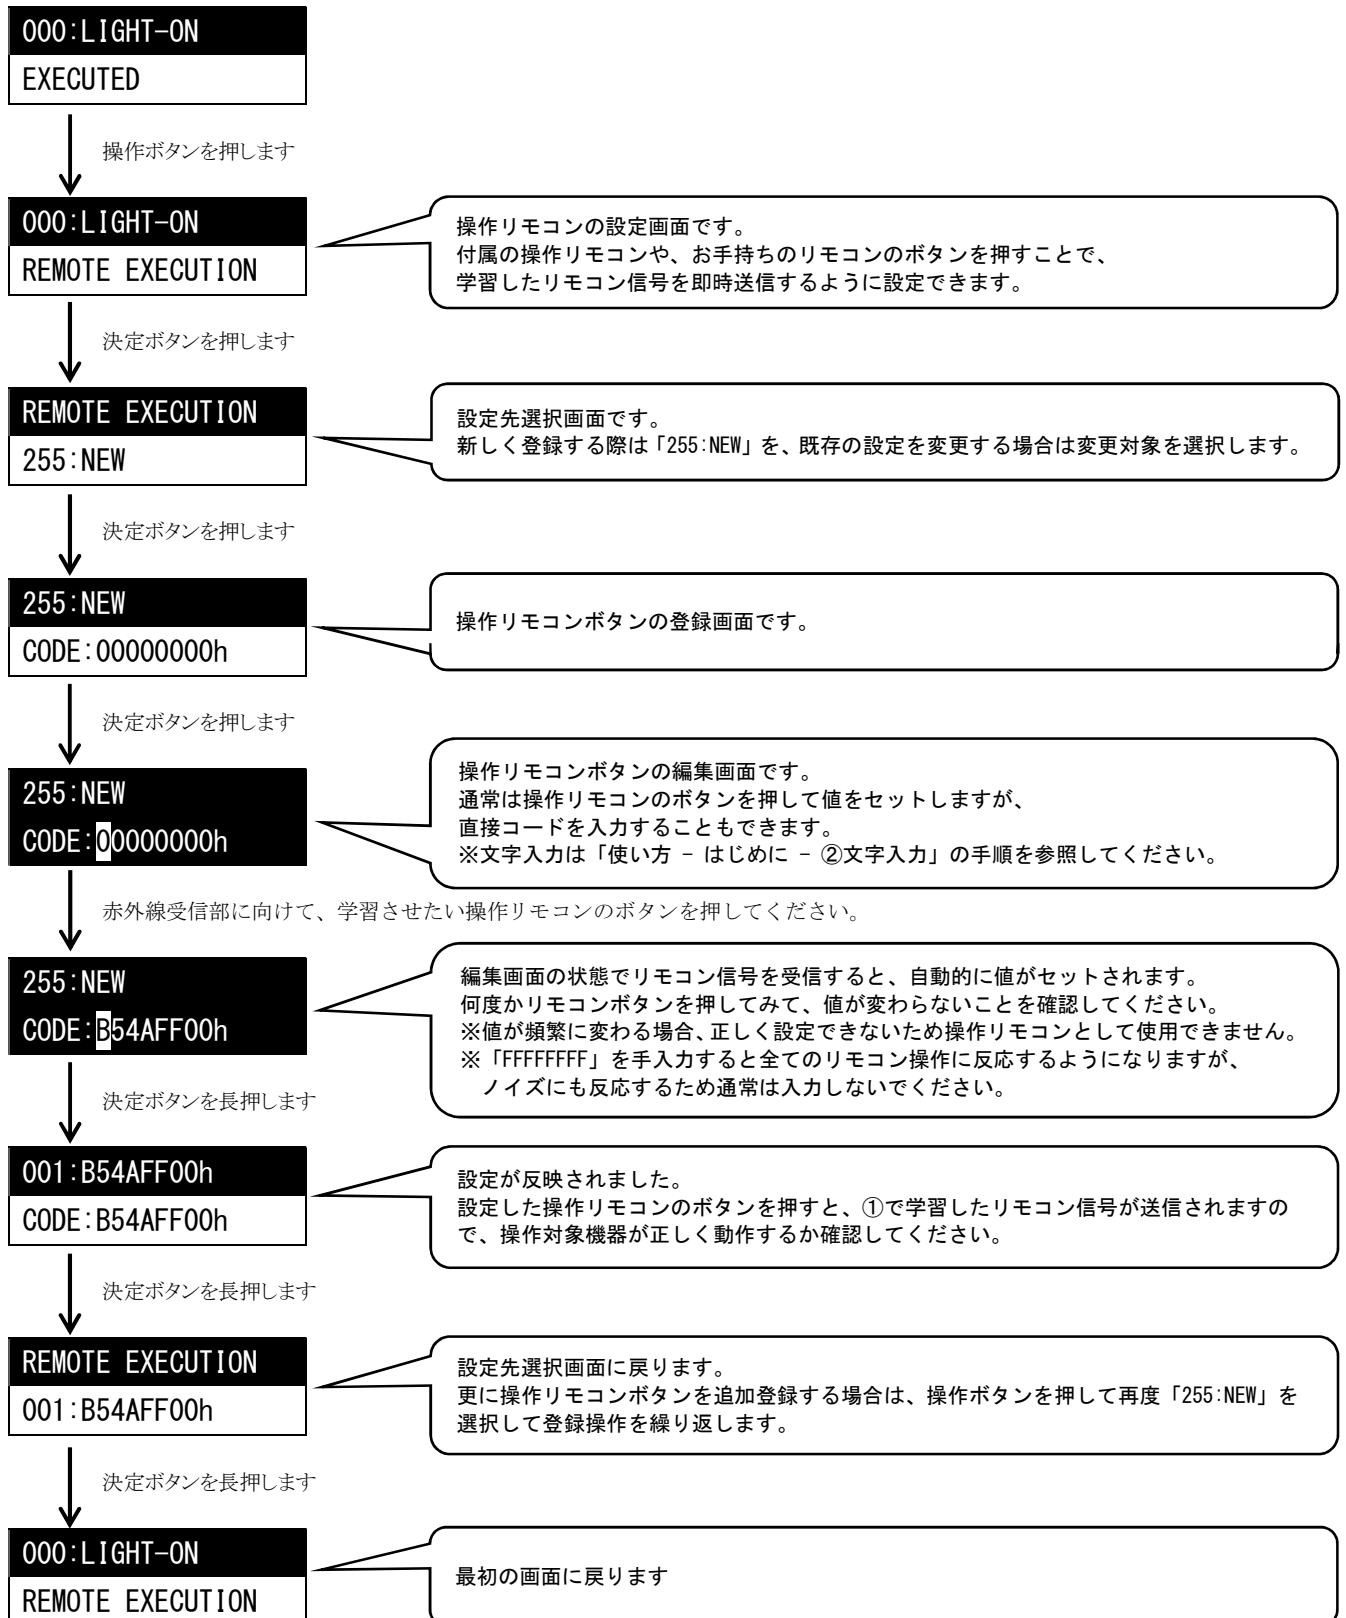 000:LIGHT-ON
EXECUTED
操作ボタンを押します
000:LIGHT-ON
REMOTE EXECUTION
操作リモコンの設定画面です。
付属の操作リモコンや、お手持ちのリモコンのボタンを押すことで、
学習したリモコン信号を即時送信するように設定できます。
決定ボタンを押します
REMOTE EXECUTION
255:NEW
設定先選択画面です。
新しく登録する際は「255:NEW」を、既存の設定を変更する場合は変更対象を選択します。
決定ボタンを押します
255:NEW
CODE:00000000h
操作リモコンボタンの登録画面です。
決定ボタンを押します
255:NEW
CODE:00000000h
操作リモコンボタンの編集画面です。
通常は操作リモコンのボタンを押して値をセットしますが、
直接コードを入力することもできます。
※文字入力は「使い方 - はじめに - ②文字入力」の手順を参照してください。
赤外線受信部に向けて、学習させたい操作リモコンのボタンを押してください。
255:NEW
CODE:B54AFF00h
編集画面の状態でリモコン信号を受信すると、自動的に値がセットされます。
何度かリモコンボタンを押してみて、値が変わらないことを確認してください。
※値が頻繁に変わる場合、正しく設定できないため操作リモコンとして使用できません。
※「FFFFFFFF」を手入力すると全てのリモコン操作に反応するようになりますが、
ノイズにも反応するため通常は入力しないでください。
決定ボタンを長押します
001:B54AFF00h
CODE:B54AFF00h
設定が反映されました。
設定した操作リモコンのボタンを押すと、①で学習したリモコン信号が送信されますの
で、操作対象機器が正しく動作するか確認してください。
決定ボタンを長押します
REMOTE EXECUTION
001:B54AFF00h
設定先選択画面に戻ります。
更に操作リモコンボタンを追加登録する場合は、操作ボタンを押して再度「255:NEW」を
選択して登録操作を繰り返します。
決定ボタンを長押します
000:LIGHT-ON
REMOTE EXECUTION
最初の画面に戻ります